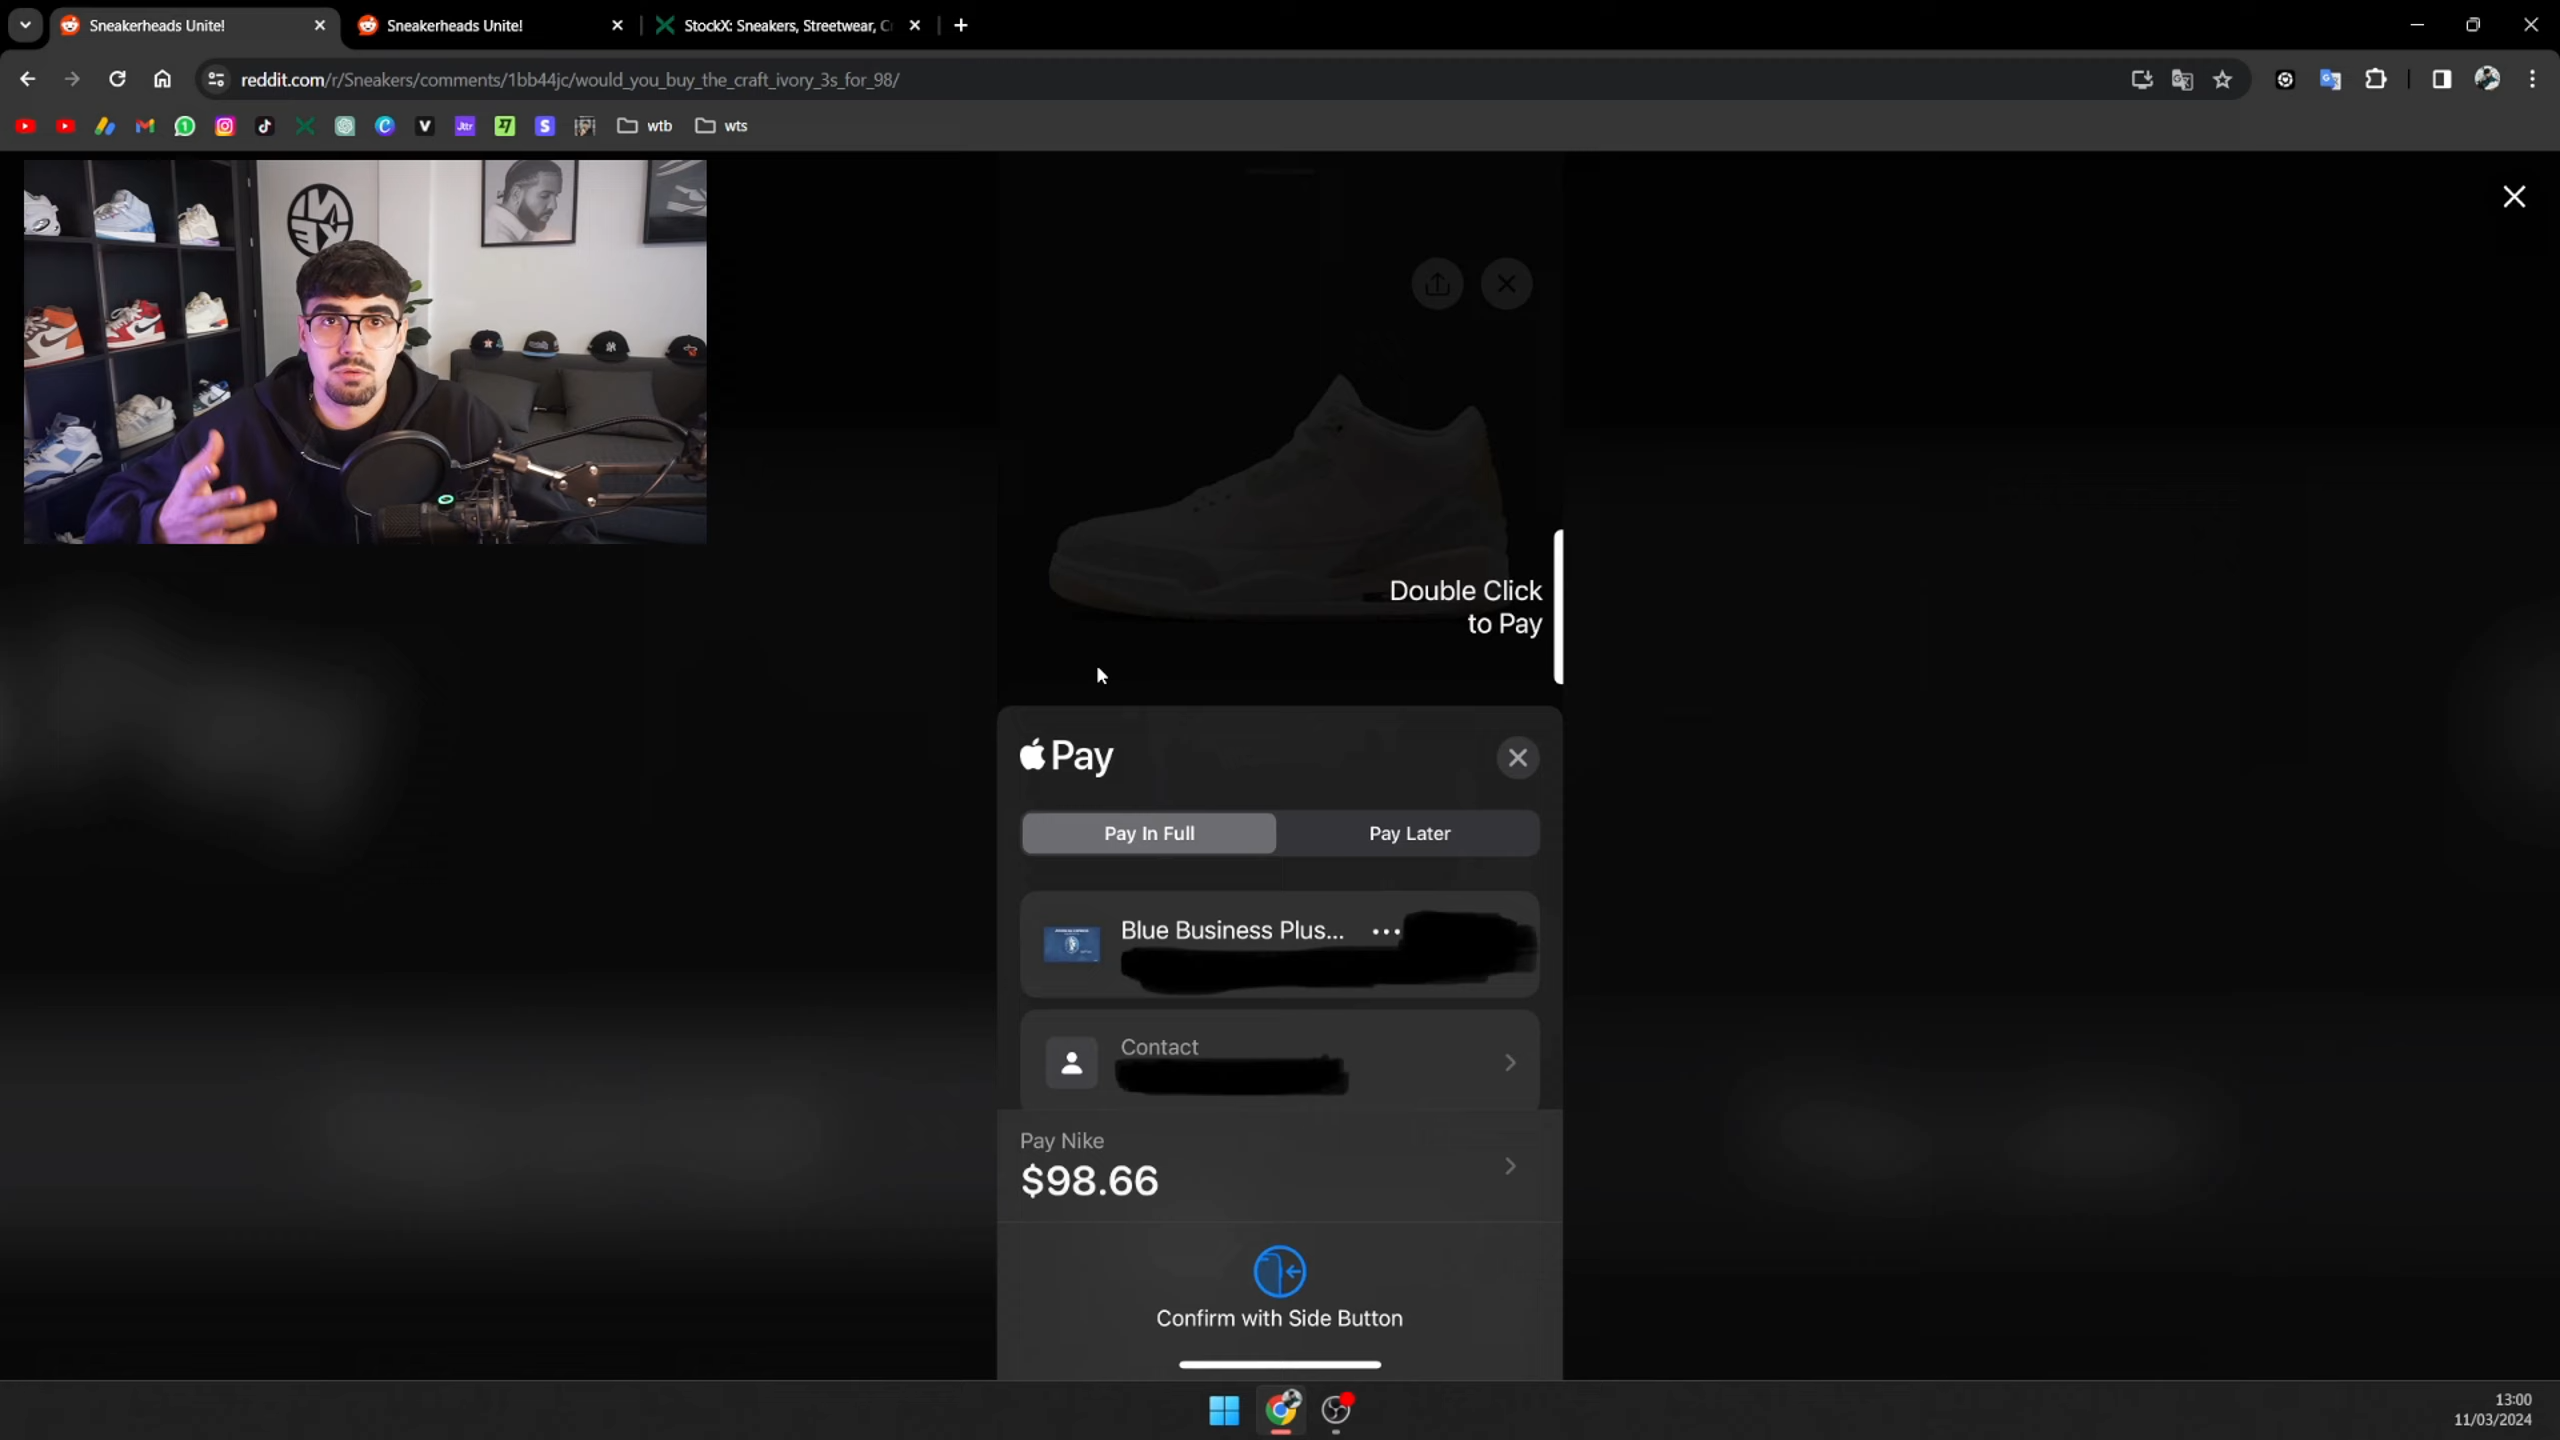 Sneakerheads Unite!
Sneakerheads Unite!
StockX: Sneakers, Streetwear,
reddit.com/r/Sneakers/comments/1bb44jc/would_you_buy_the_craft_ivory_3s_for_98/
wtb
wts
Double Click
to Pay
Pay
Pay In Full
Pay Later
Blue Business Plus... •••
Contact
Pay Nike
$98.66
Confirm with Side Button
13:00
11/03/2024